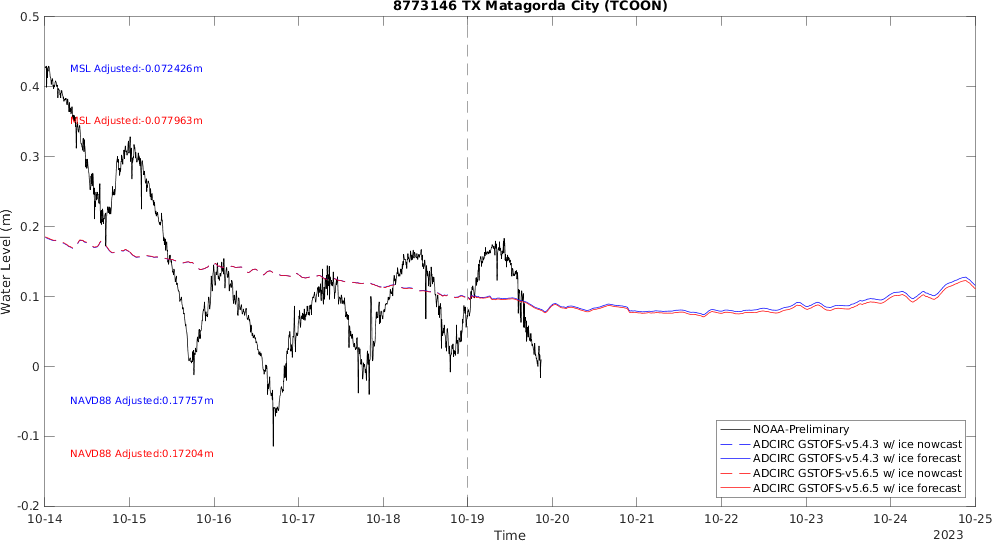 8773146 TX Matagorda City (TCOON)
0.5
0.4
0.3
0.2
0.1
0
-0.1
-0.2
Water Level (m)
MSL Adjusted:-0.072426m
MSL Adjusted:-0.077963m
NAVD88 Adjusted:0.17757m
NAVD88 Adjusted:0.17204m
NOAA-Preliminary
ADCIRC GSTOFS-v5.4.3 w/ ice nowcast
ADCIRC GSTOFS-v5.4.3 w/ ice forecast
ADCIRC GSTOFS-v5.6.5 w/ ice nowcast
ADCIRC GSTOFS-v5.6.5 w/ ice forecast
10-14 10-15 10-16 10-17 10-18 10-19 10-20 10-21 10-22 10-23 10-24 10-25
Time
2023